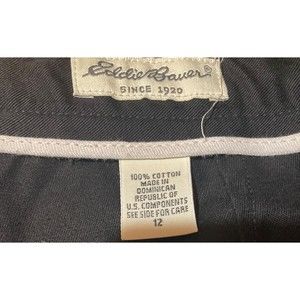 Eddie Bauer®
SINCE 1920
100% COTTON
MADE IN
DOMINICAN
REPUBLIC OF
U.S. COMPONENTS
SEE SIDE FOR CARE
12